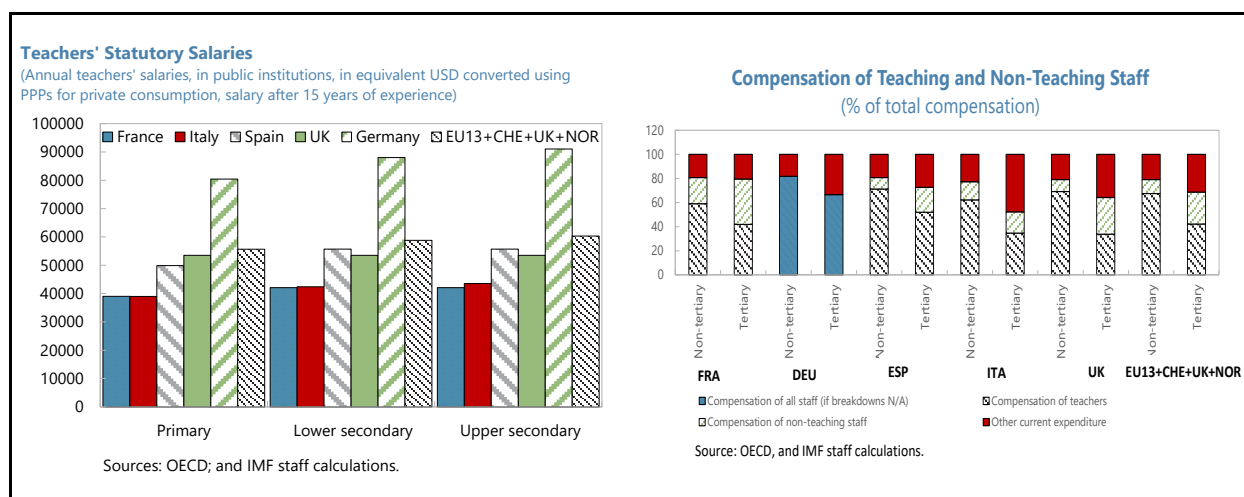 Teachers' Statutory Salaries
(Annual teachers' salaries, in public institutions, in equivalent USD converted using
PPPs for private consumption, salary after 15 years of experience)
100000
90000
80000
70000
60000
50000
40000
30000
20000
10000
0
France Italy Spain UK Germany EU13+CHE+UK+NOR
Primary Lower secondary Upper secondary
Sources: OECD; and IMF staff calculations.
Compensation of Teaching and Non-Teaching Staff
(% of total compensation)
120
100
80
60
40
20
0
Non-tertiary
Tertiary
Non-tertiary
Tertiary
Non-tertiary
Tertiary
Non-tertiary
Tertiary
Non-tertiary
Tertiary
Non-tertiary
Tertiary
FRA DEU ESP ITA UK EU13+CHE+UK+NOR
Compensation of all staff (if breakdowns N/A) Compensation of teachers
Compensation of non-teaching staff Other current expenditure
Source: OECD, and IMF staff calculations.